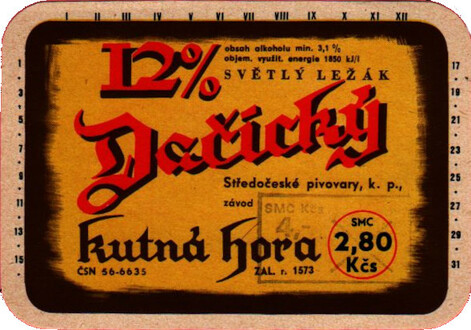 II III VII VIII IX X XI XII
12%
obsah alkoholu min. 3,1 %
objem. využit. energie 1850 kJ/l
SVĚTLÝ LEŽÁK
Dačický
Středočeské pivovary, k. p.,
závod
SMC Kčs
4,-
kutná hora
SMC
2,80
Kčs
ČSN 56-6635
ZAL. r. 1573
1
3
5
7
9
11
13
15
17
19
21
23
25
27
29
31